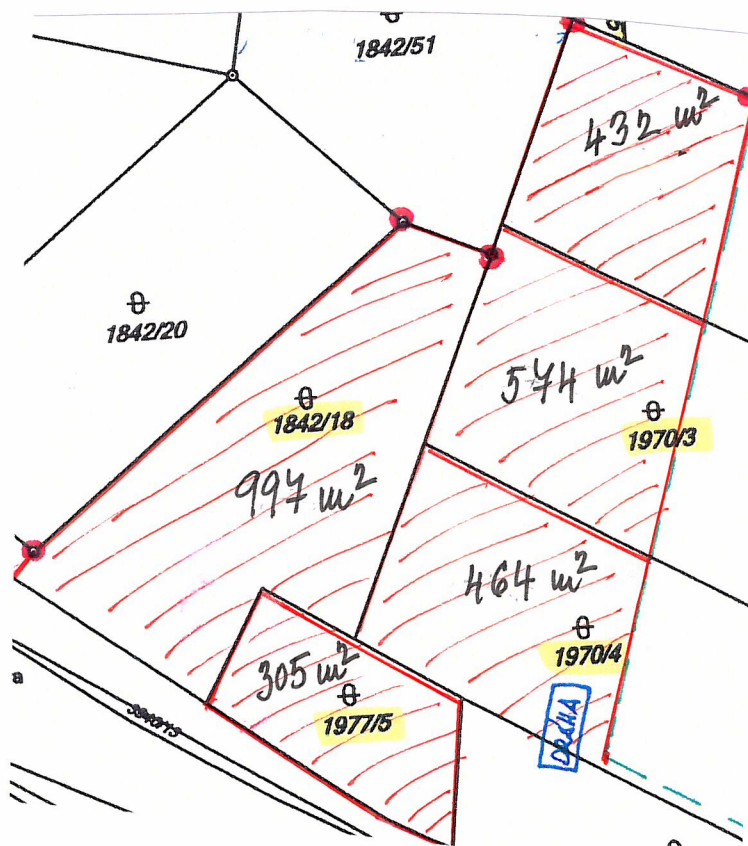 1842/51
432 m²
1842/20
574 m²
1842/18
1970/3
997 m²
464 m²
1970/4
305 m²
1977/5
DRÁHA
a